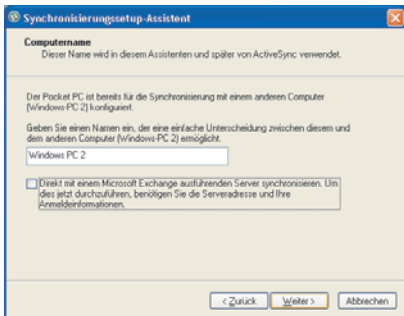 Synchronisierungssetup-Assistent
Computername
Dieser Name wird in diesem Assistenten und später von ActiveSync verwendet.
Der Pocket PC ist bereits für die Synchronisierung mit einem anderen Computer
(Windows-PC 2) konfiguriert.
Geben Sie einen Namen ein, der eine einfache Unterscheidung zwischen diesem und
dem anderen Computer (Windows-PC 2) ermöglicht.
Windows PC 2
Direkt mit einem Microsoft Exchange ausführenden Server synchronisieren. Um
dies jetzt durchzuführen, benötigen Sie die Serveradresse und Ihre
Anmeldeinformationen.
< Zurück
Weiter >
Abbrechen